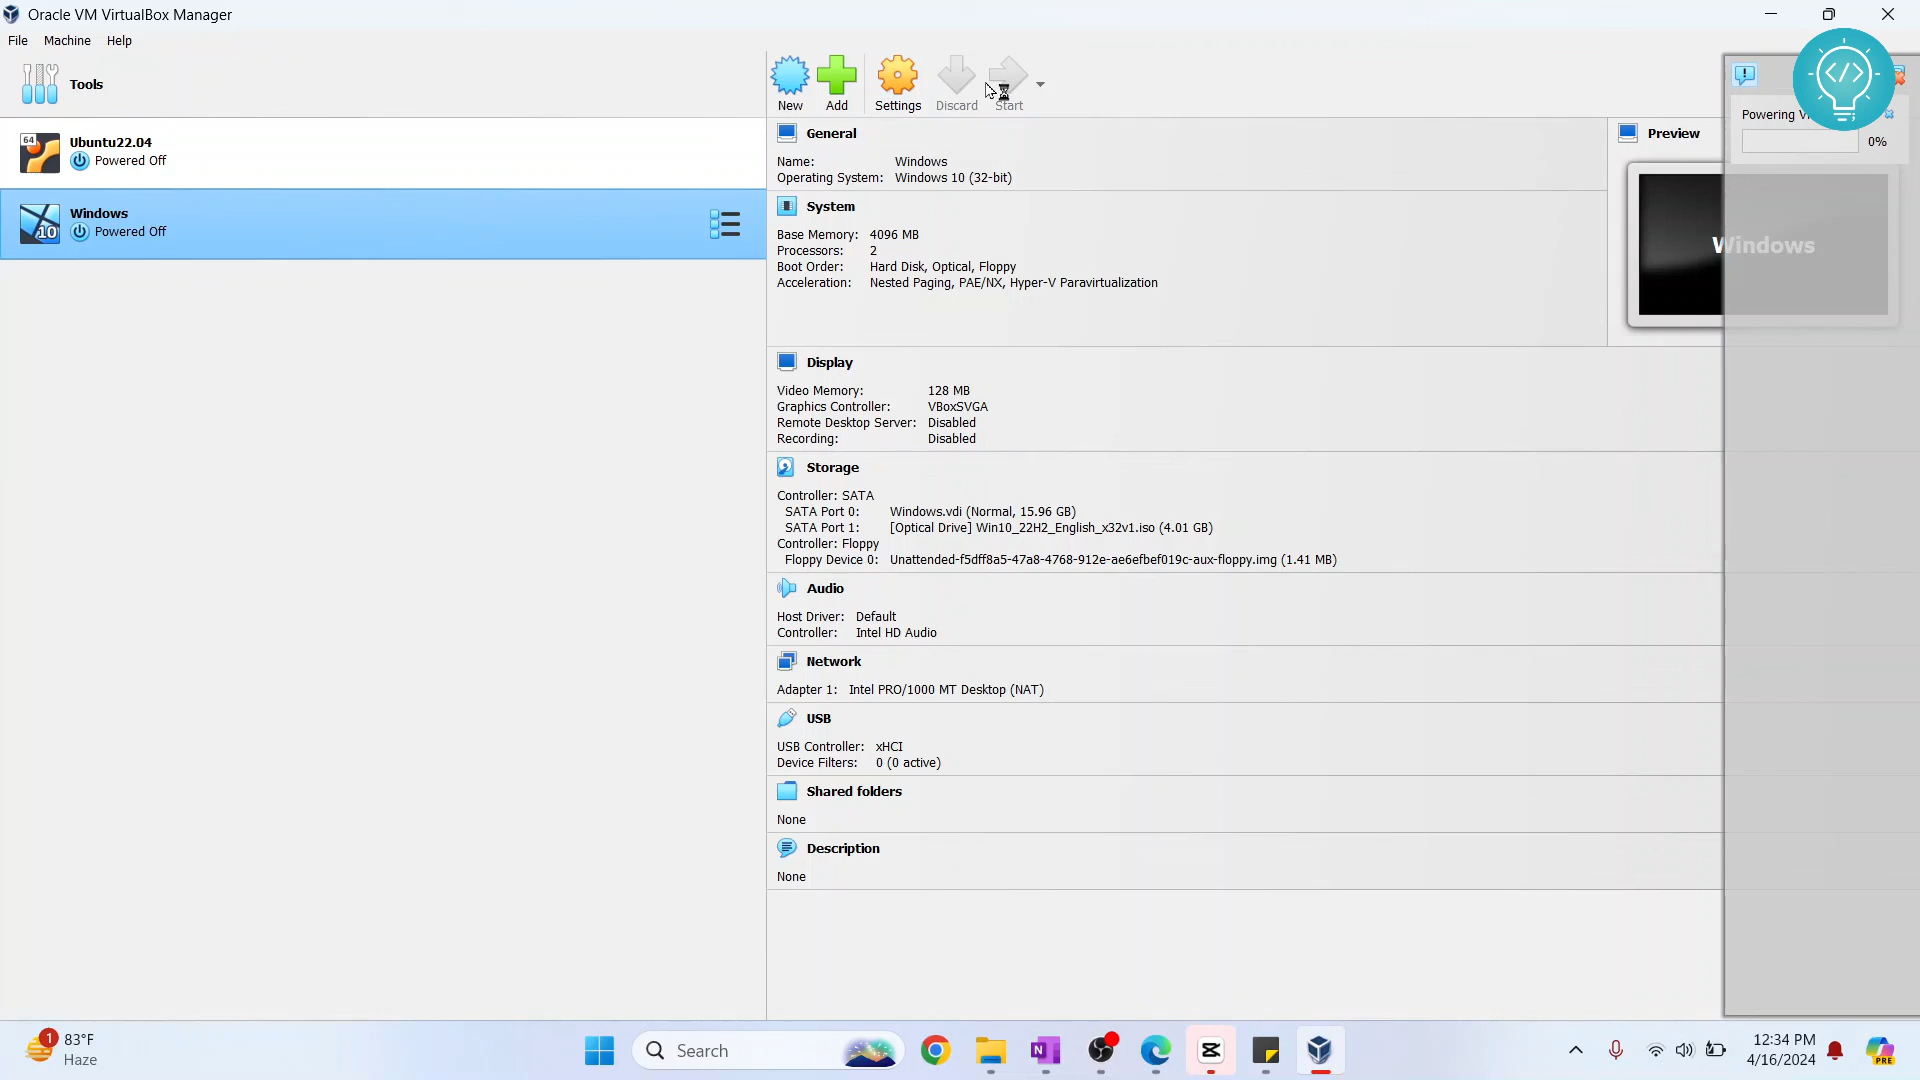 Oracle VM VirtualBox Manager
File Machine Help
Tools
New Add Settings Discard Start
64
Ubuntu22.04
Powered Off
10
Windows
Powered Off
General
Name: Windows
Operating System: Windows 10 (32-bit)
System
Base Memory: 4096 MB
Processors: 2
Boot Order: Hard Disk, Optical, Floppy
Acceleration: Nested Paging, PAE/NX, Hyper-V Paravirtualization
Preview
Windows
Powering
0%
Display
Video Memory: 128 MB
Graphics Controller: VBoxSVGA
Remote Desktop Server: Disabled
Recording: Disabled
Storage
Controller: SATA
SATA Port 0: Windows.vdi (Normal, 15.96 GB)
SATA Port 1: [Optical Drive] Win10_22H2_English_x32v1.iso (4.01 GB)
Controller: Floppy
Floppy Device 0: Unattended-f5dff8a5-47a8-4768-912e-ae6efbef019c-aux-floppy.img (1.41 MB)
Audio
Host Driver: Default
Controller: Intel HD Audio
Network
Adapter 1: Intel PRO/1000 MT Desktop (NAT)
USB
USB Controller: xHCI
Device Filters: 0 (0 active)
Shared folders
None
Description
None
1
83°F
Haze
Search
12:34 PM
4/16/2024
PRE